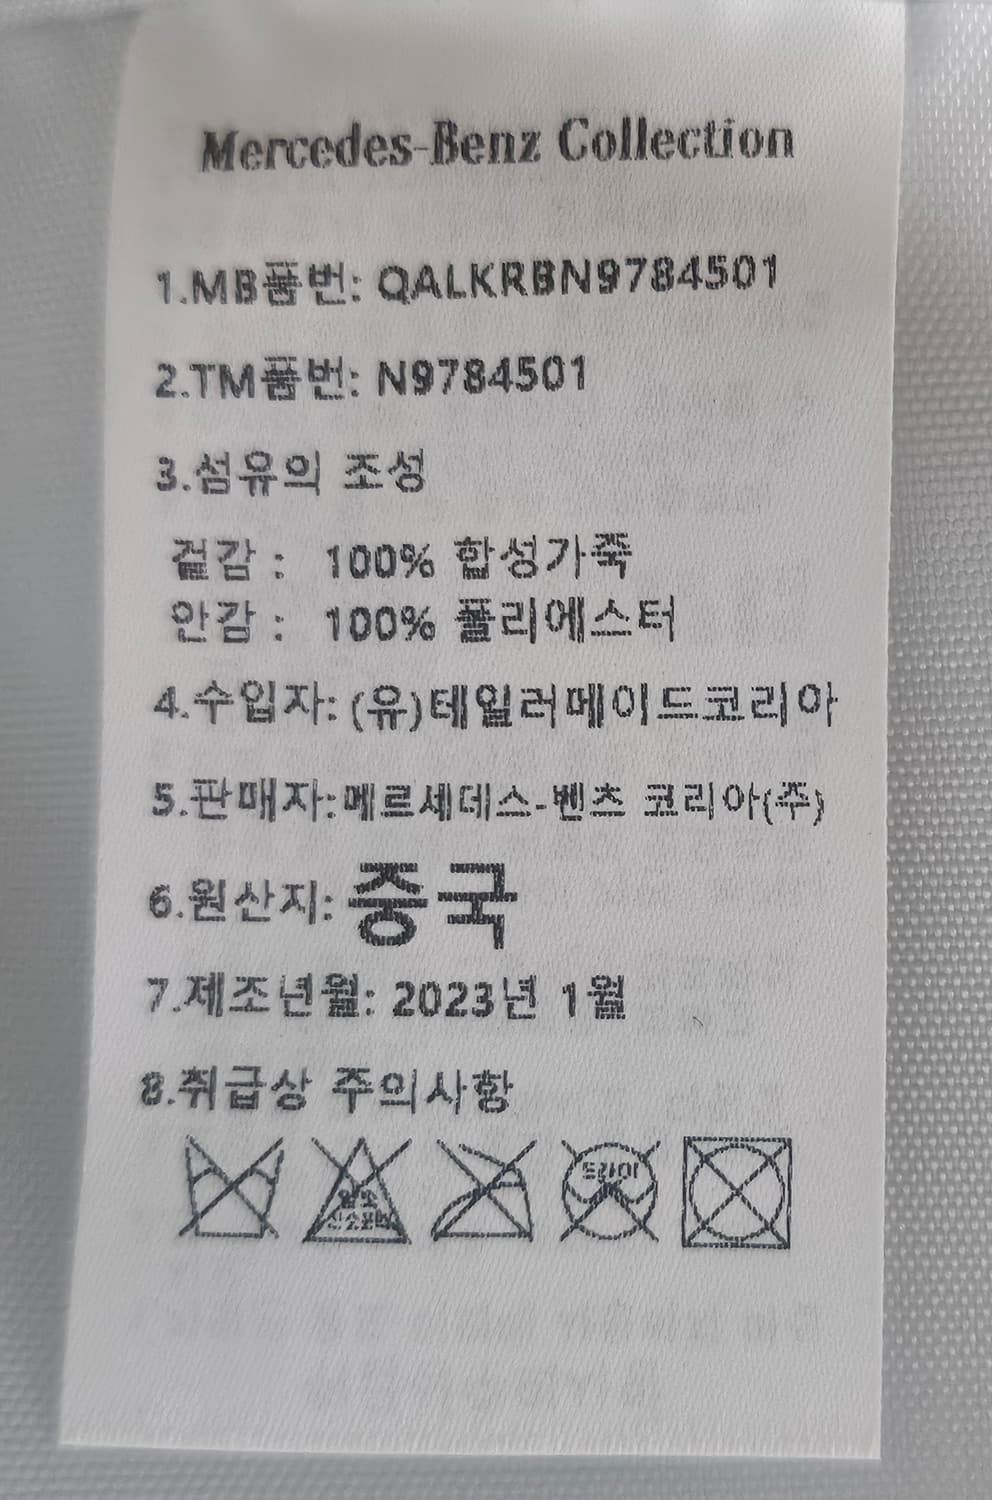 Mercedes-Benz Collection
1.MB품번: QALKRBN9784501
2.TM품번: N9784501
3.섬유의 조성
겉감 : 100% 합성가죽
안감 : 100% 폴리에스터
4.수입자: (유)테일러메이드코리아
5.판매자:메르세데스-벤츠 코리아(주)
6.원산지: 중국
7.제조년월: 2023년 1월
8.취급상 주의사항
드라이